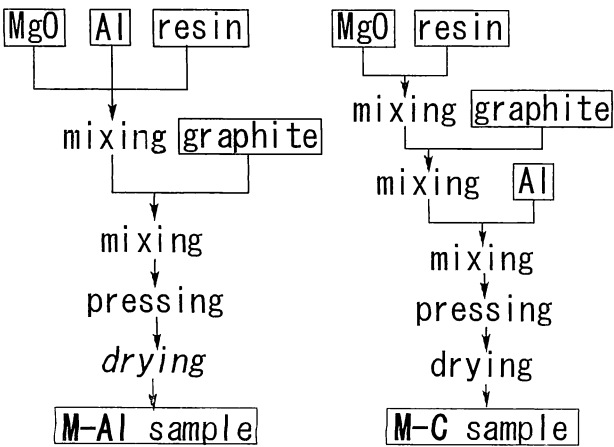 MgO Al resin
mixing graphite
mixing
pressing
drying
M-Al sample
MgO resin
mixing graphite
mixing Al
mixing
pressing
drying
M-C sample